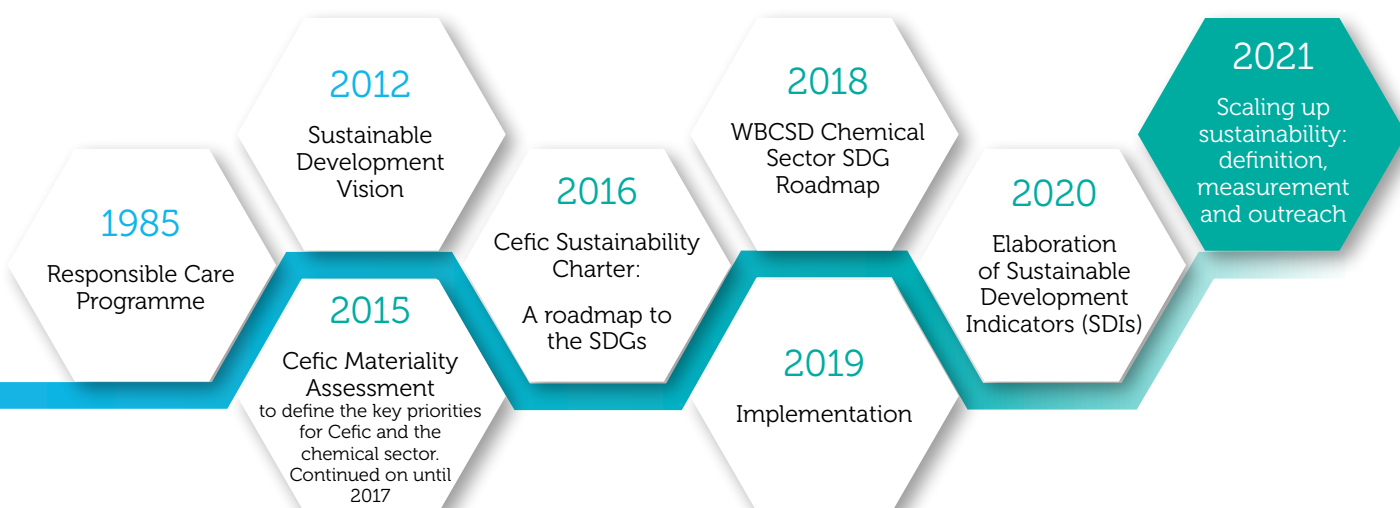 1985
Responsible Care
Programme
2012
Sustainable
Development
Vision
2015
Cefic Materiality
Assessment
to define the key priorities
for Cefic and the
chemical sector.
Continued on until
2017
2016
Cefic Sustainability
Charter:
A roadmap to
the SDGs
2018
WBCSD Chemical
Sector SDG
Roadmap
2019
Implementation
2020
Elaboration
of Sustainable
Development
Indicators (SDIs)
2021
Scaling up
sustainability:
definition,
measurement
and outreach